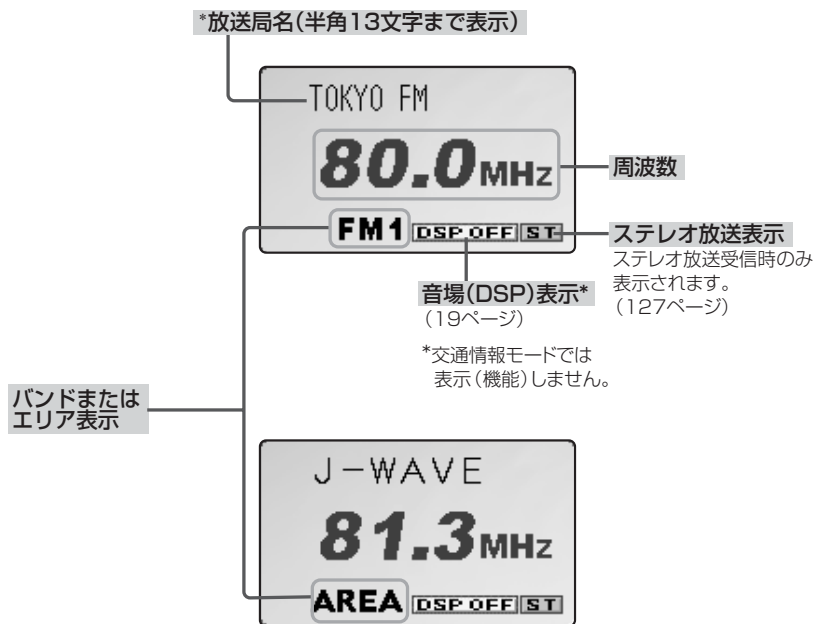 *放送局名(半角13文字まで表示)
TOKYO FM
80.0MHz
周波数
FM1 DSP OFF ST
ステレオ放送表示
ステレオ放送受信時のみ
表示されます。
(127ページ)
音場(DSP)表示*
(19ページ)
*交通情報モードでは
表示(機能)しません。
バンドまたは
エリア表示
J-WAVE
81.3MHz
AREA DSP OFF ST